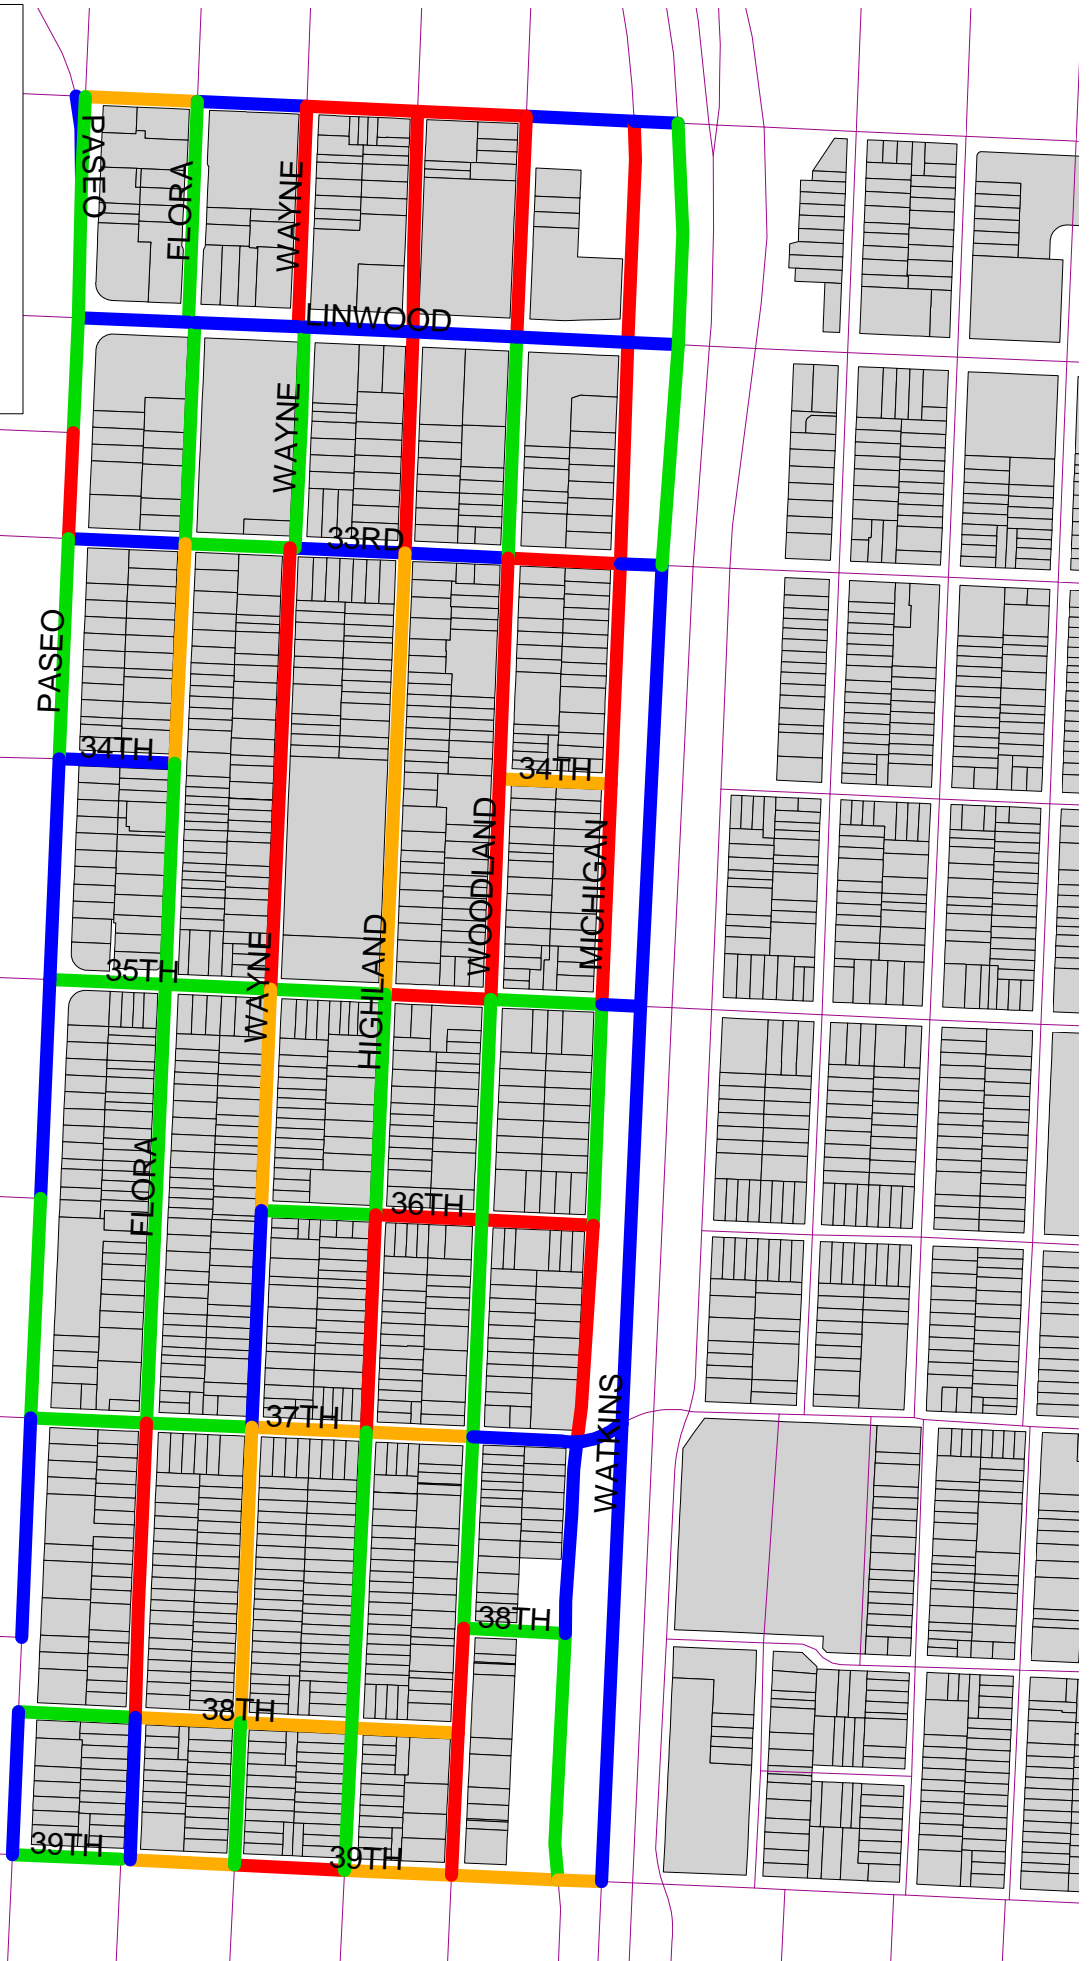 PASEO
FLORA
WAYNE
LINWOOD
WAYNE
33RD
PASEO
34TH
34TH
WOODLAND
MICHIGAN
35TH
WAYNE
HIGHLAND
FLORA
36TH
37TH
WATKINS
38TH
38TH
39TH
39TH